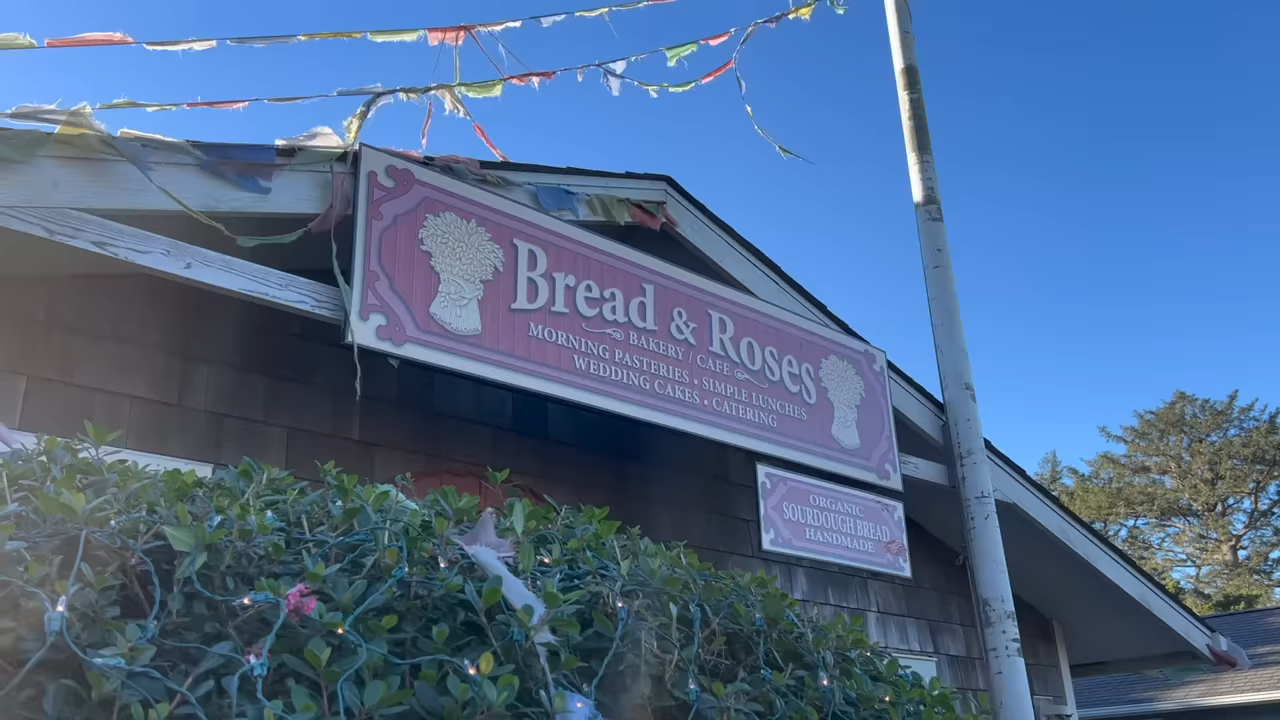 Bread & Roses
BAKERY / CAFE
MORNING PASTERIES • SIMPLE LUNCHES
WEDDING CAKES • CATERING
ORGANIC
SOURDOUGH BREAD
HANDMADE